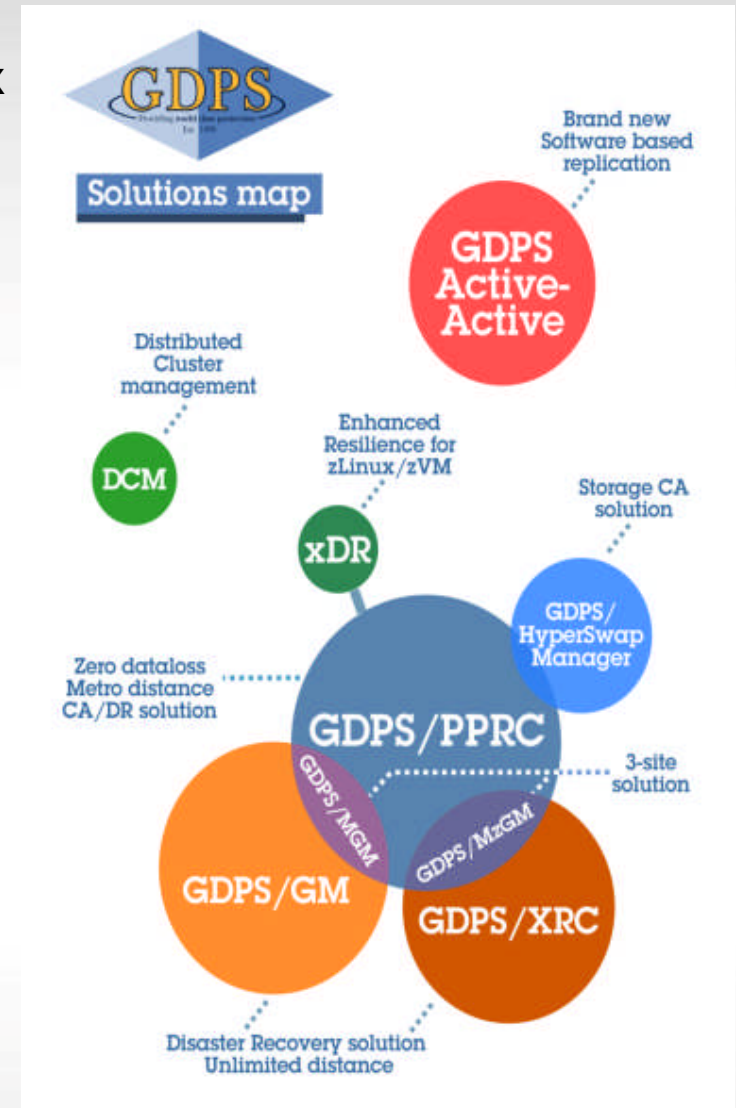 x
GDPS
Solutions map
Brand new
Software based
replication
GDPS
Active-
Active
Distributed
Cluster
management
DCM
Enhanced
Resilience for
zLinux/zVM
xDR
Storage CA
solution
GDPS/
HyperSwap
Manager
Zero dataloss
Metro distance
CA/DR solution
GDPS/PPRC
3-site
solution
GDPS/MGM
GDPS/MzGM
GDPS/GM
GDPS/XRC
Disaster Recovery solution
Unlimited distance